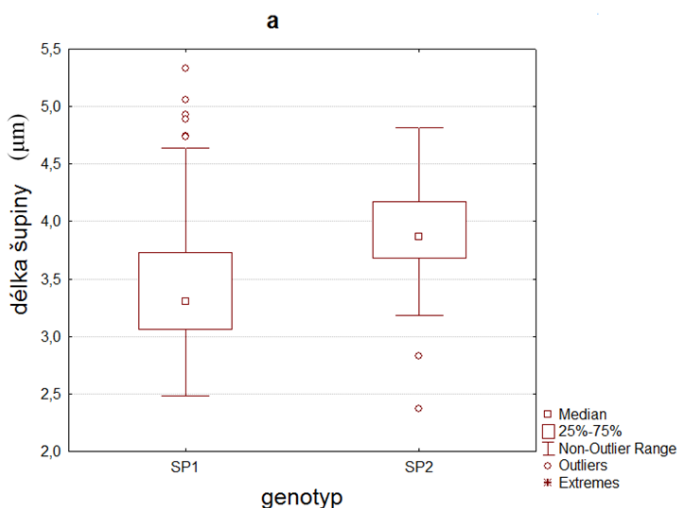 a
5,5
5,0
4,5
4,0
3,5
3,0
2,5
2,0
délka šupiny (µm)
SP1 SP2
genotyp
Median
25%-75%
Non-Outlier Range
Outliers
Extremes